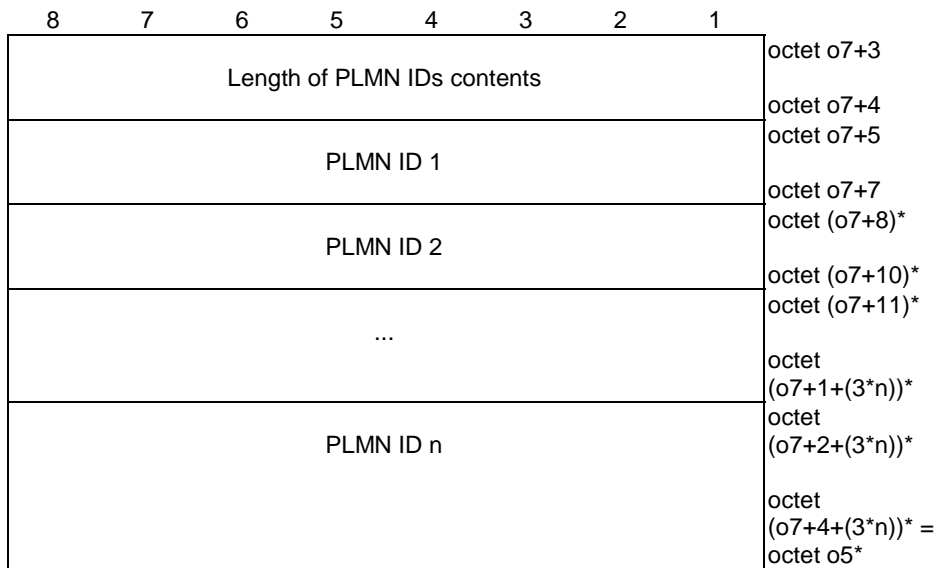 8 7 6 5 4 3 2 1
Length of PLMN IDs contents
octet o7+3
octet o7+4
PLMN ID 1
octet o7+5
octet o7+7
PLMN ID 2
octet (o7+8)*
octet (o7+10)*
...
octet (o7+11)*
octet
(o7+1+(3*n))*
PLMN ID n
octet
(o7+2+(3*n))*
octet
(o7+4+(3*n))* =
octet o5*